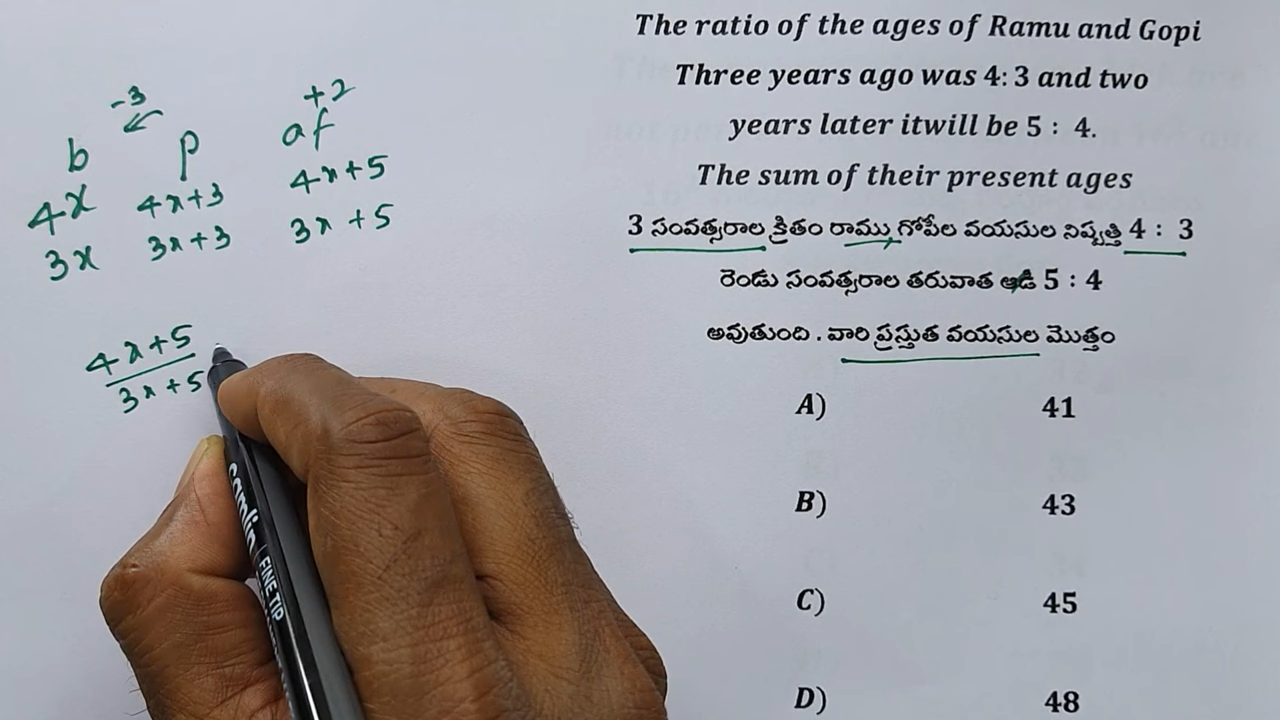 The ratio of the ages of Ramu and Gopi
Three years ago was 4: 3 and two
years later itwill be 5 : 4.
The sum of their present ages
3 సంవత్సరాల క్రితం రాము గోపీల వయసుల నిష్పత్తి 4 : 3
రెండు సంవత్సరాల తరువాత అది 5 : 4
అవుతుంది . వారి ప్రస్తుత వయసుల మొత్తం
A) 41
B) 43
C) 45
D) 48
-3 +2
b p af
4x 4x+3 4x+5
3x 3x+3 3x+5
4x+5
3x+5
camlin FINE TIP